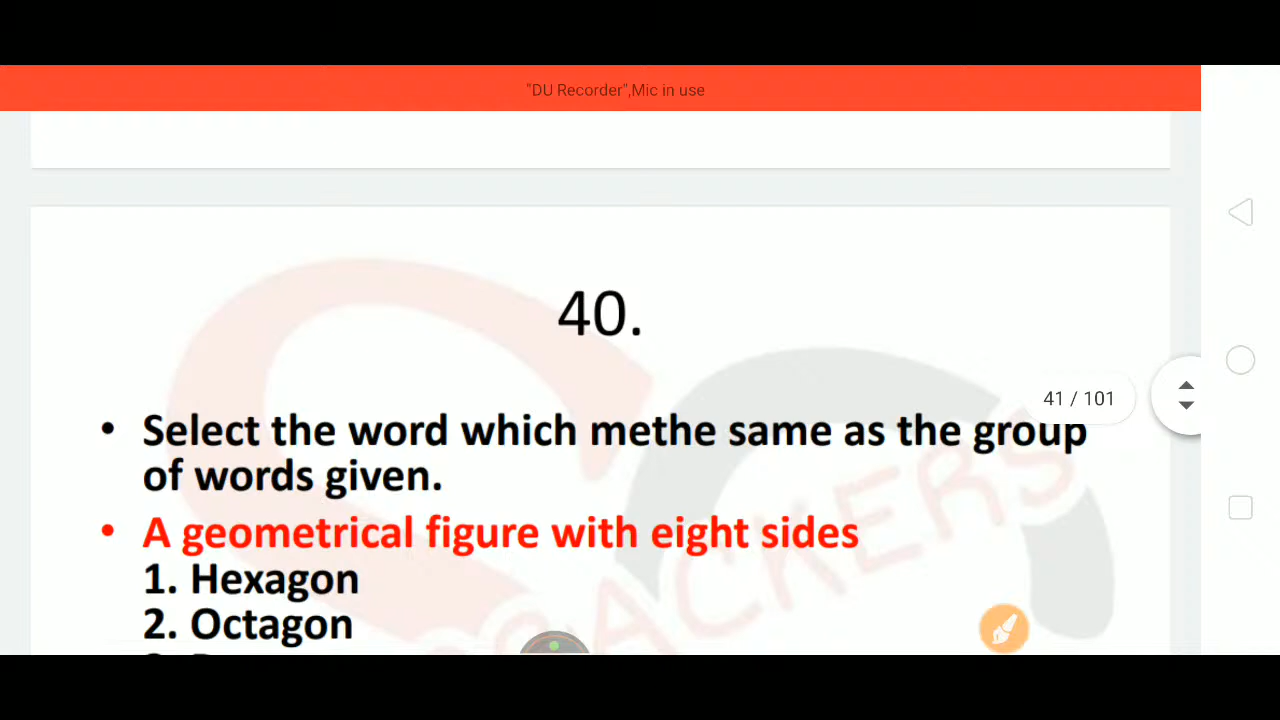 "DU Recorder",Mic in use
40.
41 / 101
• Select the word which methe same as the group
of words given.
• A geometrical figure with eight sides
1. Hexagon
2. Octagon
CRACKERS